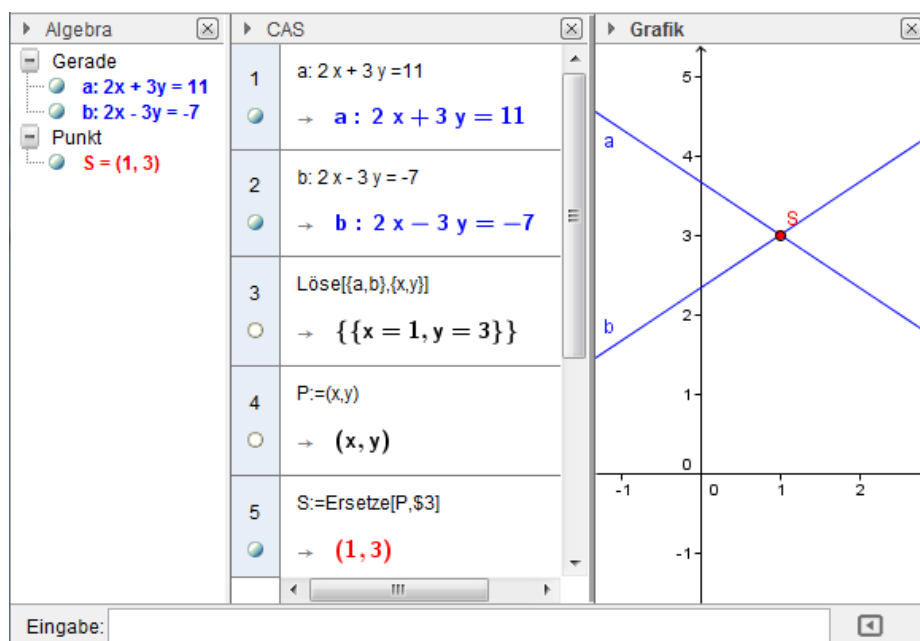 Algebra
Gerade
a: 2x + 3y = 11
b: 2x - 3y = -7
Punkt
S = (1, 3)
CAS
1
a: 2 x + 3 y =11
→ a : 2 x + 3 y = 11
2
b: 2 x - 3 y = -7
→ b : 2 x − 3 y = −7
3
Löse[{a,b},{x,y}]
→ {{x = 1, y = 3}}
4
P:=(x,y)
→ (x, y)
5
S:=Ersetze[P,$3]
→ (1, 3)
Grafik
5
a
4
S
3
b
2
1
0
-1 0 1 2
-1
Eingabe: